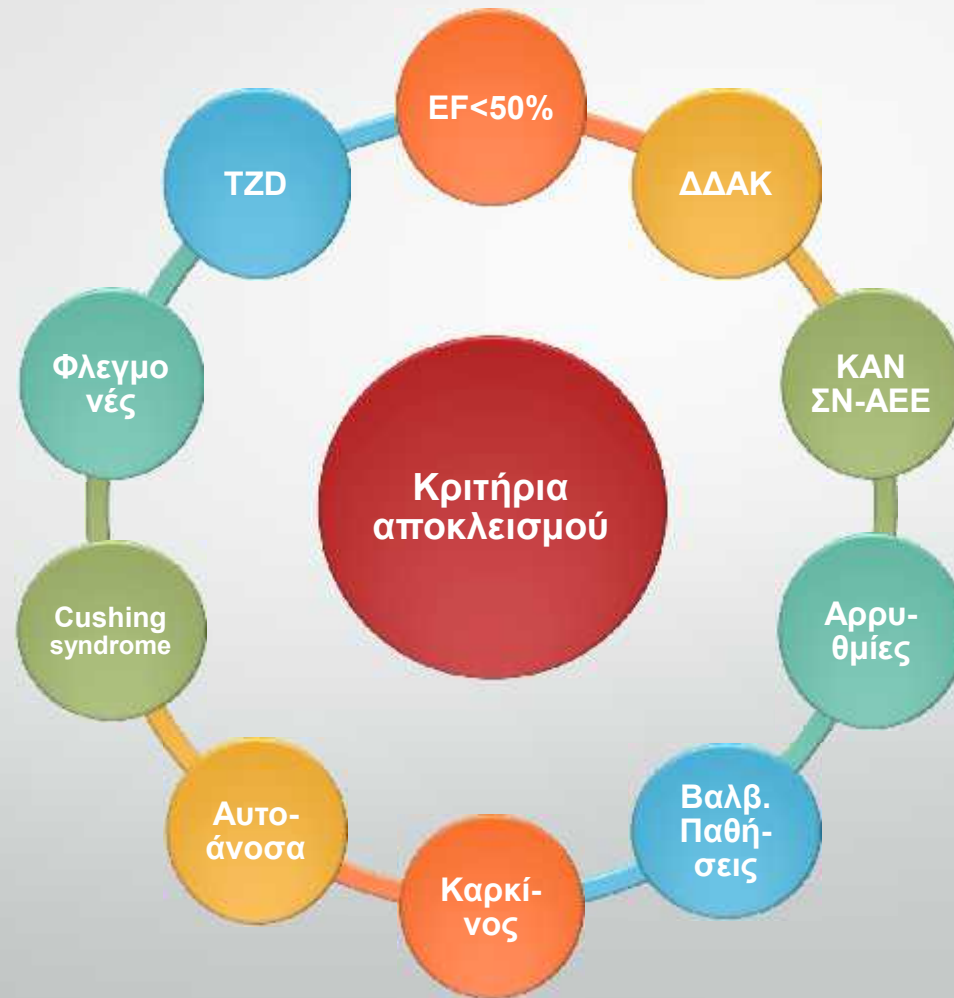 EF<50%
ΔΔΑΚ
ΚΑΝ
ΣΝ-ΑΕΕ
Αρρυ-
θμίες
Βαλβ.
Παθή-
σεις
Καρκί-
νος
Αυτο-
άνοσα
Cushing
syndrome
Φλεγμο
νές
TZD
Κριτήρια
αποκλεισμού